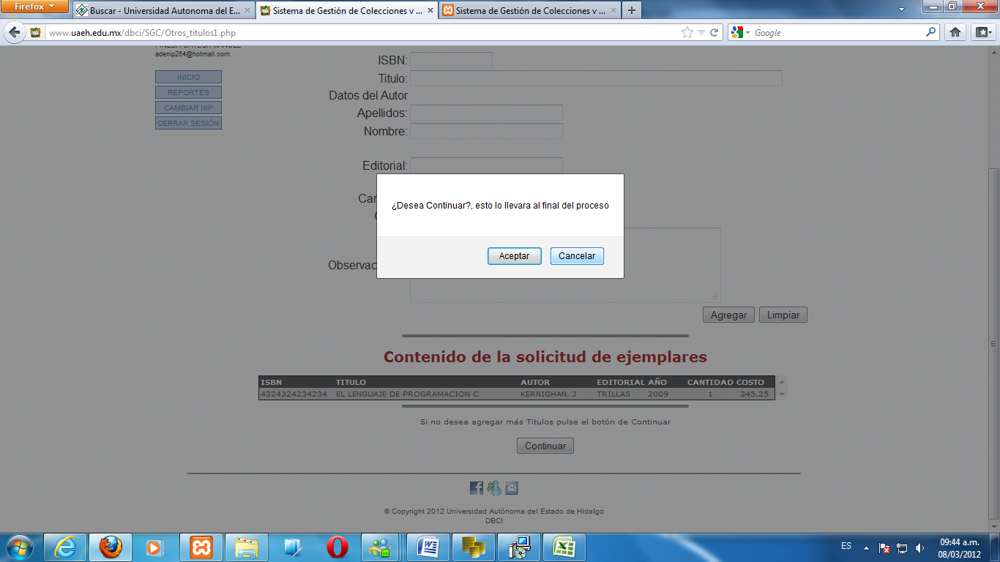 Firefox
Buscar - Universidad Autonoma del E...
Sistema de Gestión de Colecciones v ...
Sistema de Gestión de Colecciones v ...
www.uaeh.edu.mx/dbci/SGC/Otros_titulos1.php
Google
adenip264@hotmail.com
INICIO
REPORTES
CAMBIAR NIP
CERRAR SESIÓN
ISBN:
Titulo:
Datos del Autor
Apellidos:
Nombre:
Editorial:
Observac
¿Desea Continuar?, esto lo llevara al final del proceso
Aceptar Cancelar
Agregar Limpiar
Contenido de la solicitud de ejemplares
ISBN TITULO AUTOR EDITORIAL AÑO CANTIDAD COSTO
4324324234234 EL LENGUAJE DE PROGRAMACION C KERNIGHAN, J TRILLAS 2009 1 345.25
Si no desea agregar más Titulos pulse el botón de Continuar
Continuar
© Copyright 2012 Universidad Autónoma del Estado de Hidalgo
DBCI
ES
09:44 a.m.
08/03/2012